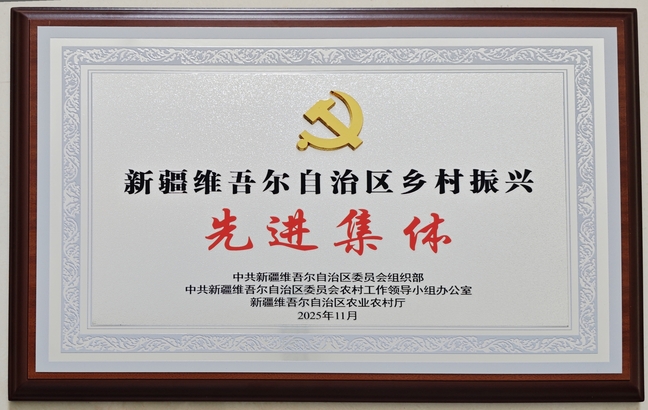 新疆维吾尔自治区乡村振兴
先进集体
中共新疆维吾尔自治区委员会组织部
中共新疆维吾尔自治区委员会农村工作领导小组办公室
新疆维吾尔自治区农业农村厅
2025年11月